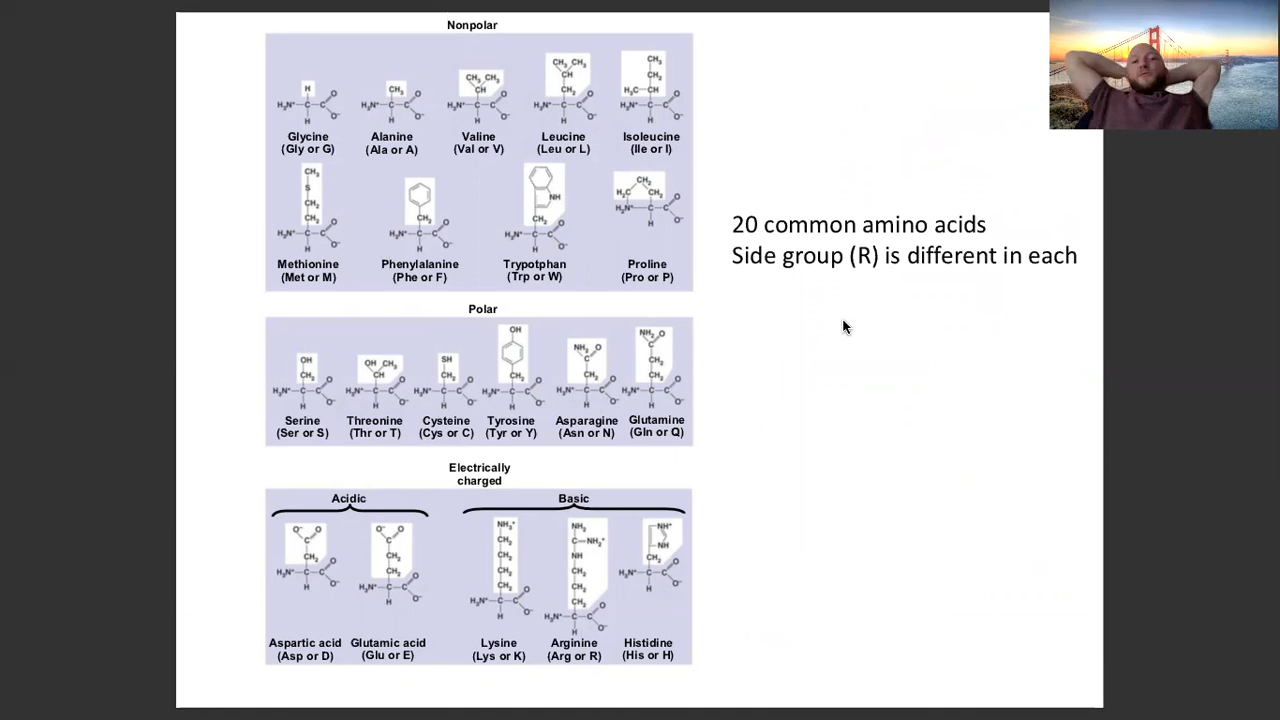 Nonpolar
Glycine
(Gly or G)
Alanine
(Ala or A)
Valine
(Val or V)
Leucine
(Leu or L)
Isoleucine
(Ile or I)
Methionine
(Met or M)
Phenylalanine
(Phe or F)
Trypotphan
(Trp or W)
Proline
(Pro or P)
20 common amino acids
Side group (R) is different in each
Polar
Serine
(Ser or S)
Threonine
(Thr or T)
Cysteine
(Cys or C)
Tyrosine
(Tyr or Y)
Asparagine
(Asn or N)
Glutamine
(Gln or Q)
Electrically
charged
Acidic
Basic
Aspartic acid
(Asp or D)
Glutamic acid
(Glu or E)
Lysine
(Lys or K)
Arginine
(Arg or R)
Histidine
(His or H)